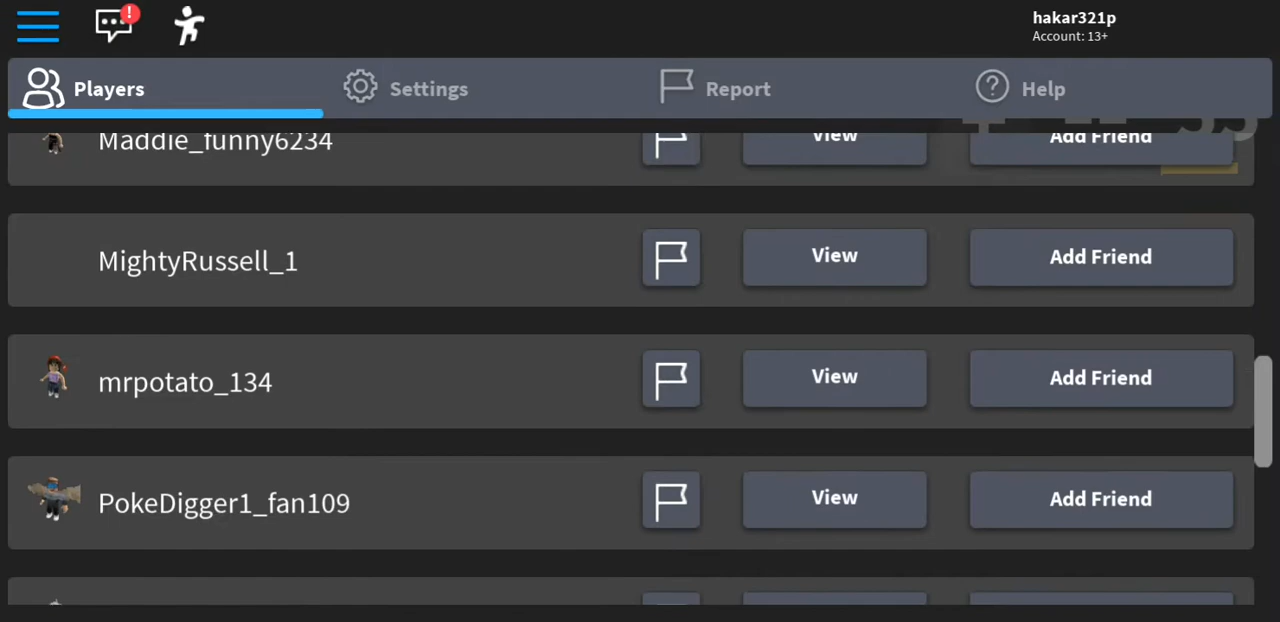 hakar321p
Account: 13+
Players
Settings
Report
Help
Maddie_funny6234
View
Add Friend
MightyRussell_1
View
Add Friend
mrpotato_134
View
Add Friend
PokeDigger1_fan109
View
Add Friend